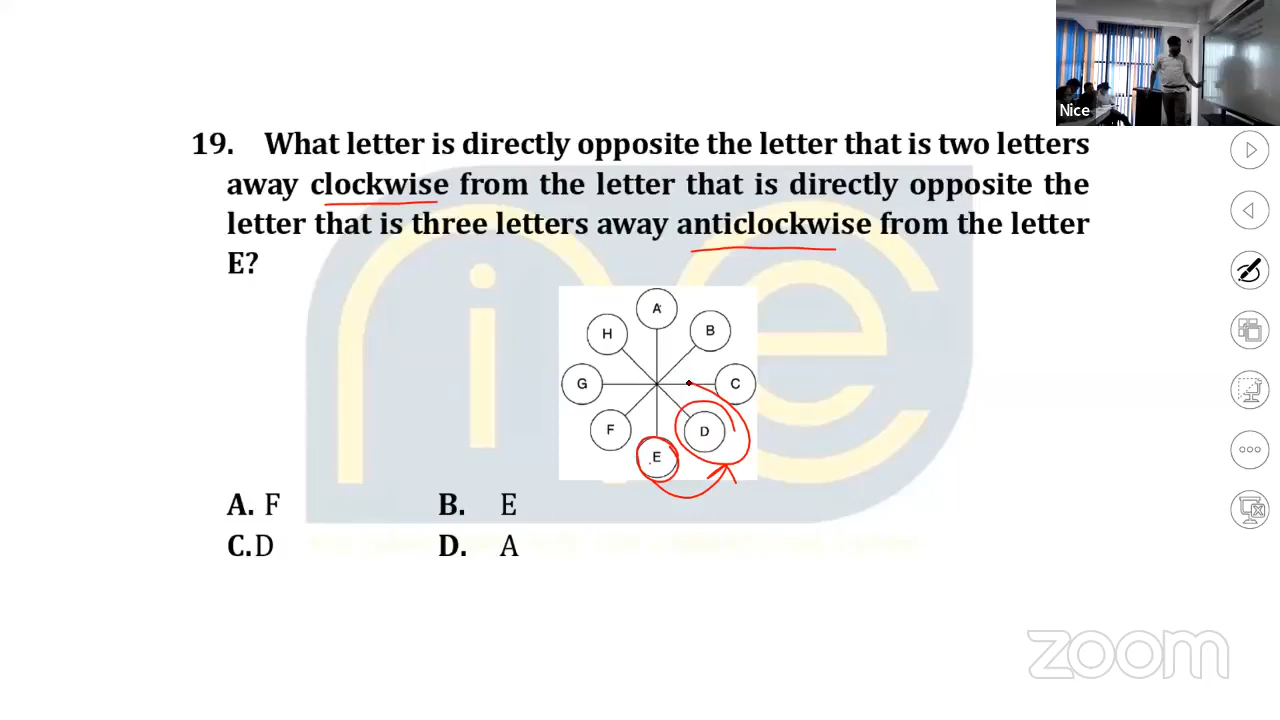 Nice
19. What letter is directly opposite the letter that is two letters
away clockwise from the letter that is directly opposite the
letter that is three letters away anticlockwise from the letter
E?
A
H B
G C
F D
E
A. F B. E
C.D D. A
zoom